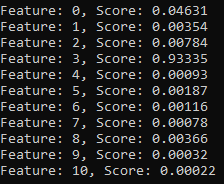 Feature: 0, Score: 0.04631
Feature: 1, Score: 0.00354
Feature: 2, Score: 0.00784
Feature: 3, Score: 0.93335
Feature: 4, Score: 0.00093
Feature: 5, Score: 0.00187
Feature: 6, Score: 0.00116
Feature: 7, Score: 0.00078
Feature: 8, Score: 0.00366
Feature: 9, Score: 0.00032
Feature: 10, Score: 0.00022